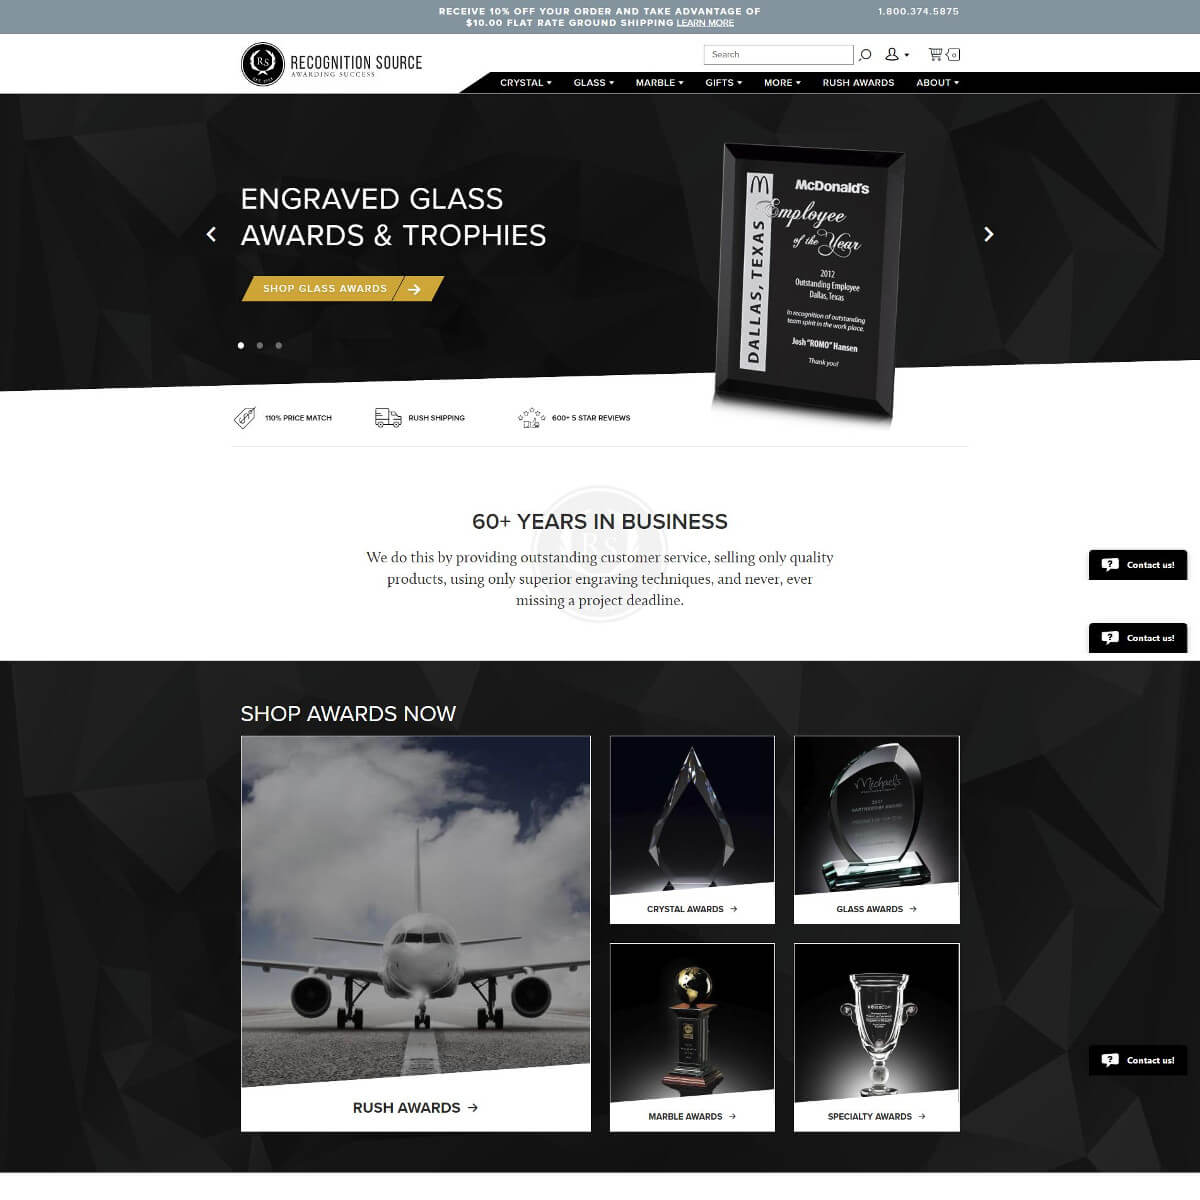 RECEIVE 10% OFF YOUR ORDER AND TAKE ADVANTAGE OF
$10.00 FLAT RATE GROUND SHIPPING LEARN MORE
1.800.374.5875
RS
RECOGNITION SOURCE
AWARDING SUCCESS
Search
0
CRYSTAL
GLASS
MARBLE
GIFTS
MORE
RUSH AWARDS
ABOUT
ENGRAVED GLASS
AWARDS & TROPHIES
SHOP GLASS AWARDS
DALLAS, TEXAS
McDonald's
Employee
of the Year
2012
Outstanding Employee
Dallas, Texas
In recognition of outstanding
team spirit in the work place.
Josh "ROMO" Hansen
Thank you!
110% PRICE MATCH
RUSH SHIPPING
600+ 5 STAR REVIEWS
60+ YEARS IN BUSINESS
RS
We do this by providing outstanding customer service, selling only quality
products, using only superior engraving techniques, and never, ever
missing a project deadline.
Contact us!
Contact us!
SHOP AWARDS NOW
Michaels
CRYSTAL AWARDS
GLASS AWARDS
RUSH AWARDS
MARBLE AWARDS
SPECIALTY AWARDS
Contact us!